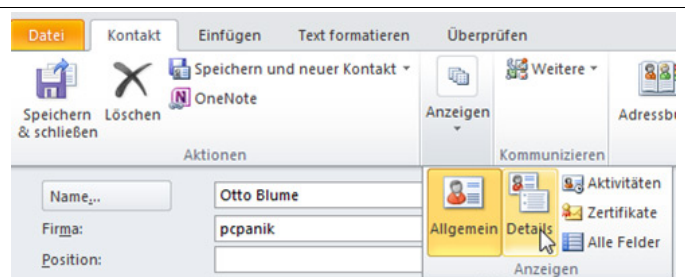 Datei Kontakt Einfügen Text formatieren Überprüfen
Speichern & schließen
Löschen
Speichern und neuer Kontakt
OneNote
Aktionen
Anzeigen
Weitere
Kommunizieren
Name...
Otto Blume
Firma:
pcpanik
Position:
Allgemein
Details
Aktivitäten
Zertifikate
Alle Felder
Anzeigen